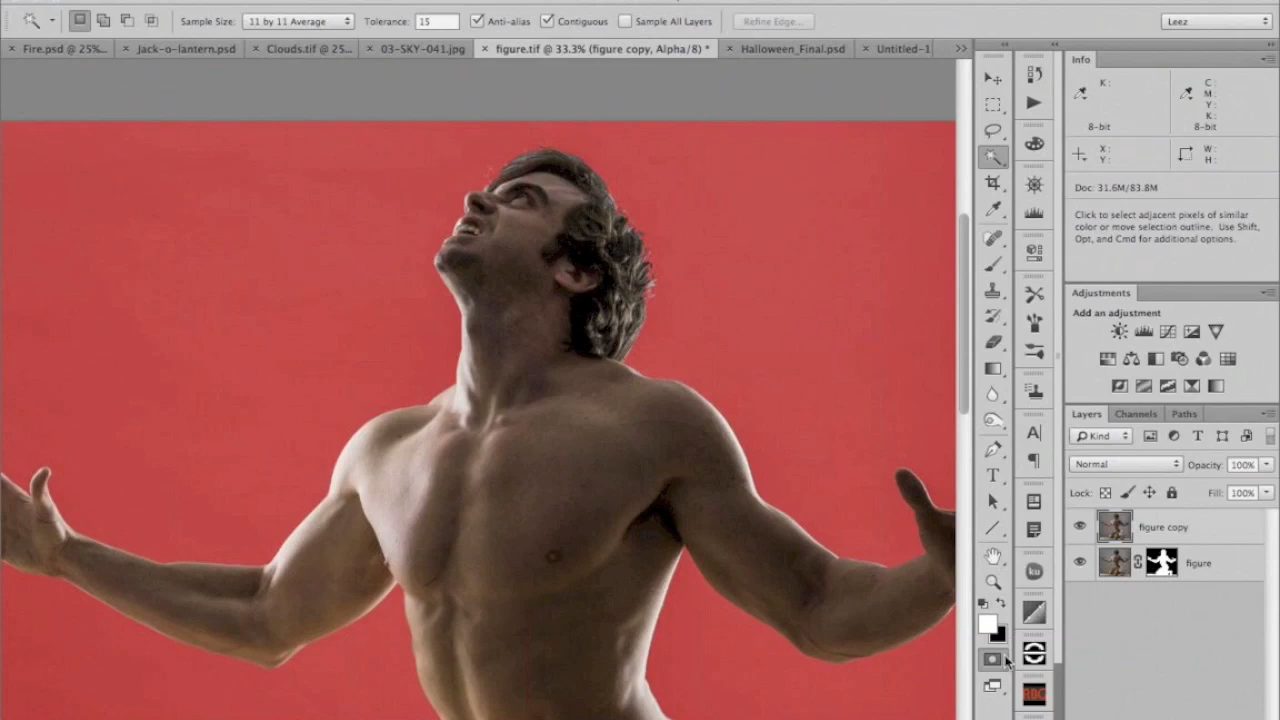 Sample Size: 11 by 11 Average Tolerance: 15 Anti-alias Contiguous Sample All Layers Refine Edge... Leez
× Fire.psd @ 25%... × Jack-o-lantern.psd × Clouds.tif @ 25... × 03-SKY-041.jpg × figure.tif @ 33.3% (figure copy, Alpha/8) * × Halloween_Final.psd × Untitled-1 >>
Info
K: C:
M:
Y:
K:
8-bit 8-bit
X: W:
Y: H:
Doc: 31.6M/83.8M
Click to select adjacent pixels of similar
color or move selection outline. Use Shift,
Opt, and Cmd for additional options.
Adjustments
Add an adjustment
Layers Channels Paths
Kind T
Normal Opacity: 100%
Lock: Fill: 100%
figure copy
figure
A
T
ku
RBG